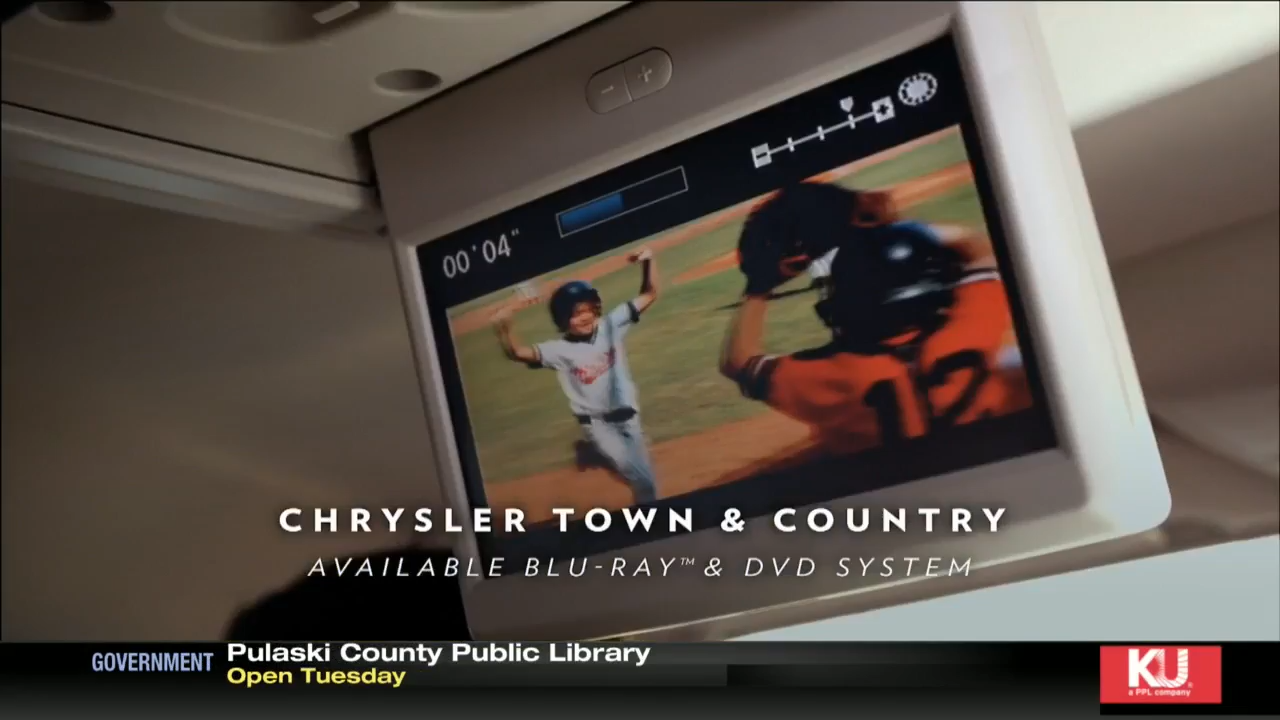 00'04"
12
CHRYSLER TOWN & COUNTRY
AVAILABLE BLU-RAY™ & DVD SYSTEM
GOVERNMENT
Pulaski County Public Library
Open Tuesday
KU
a PPL company